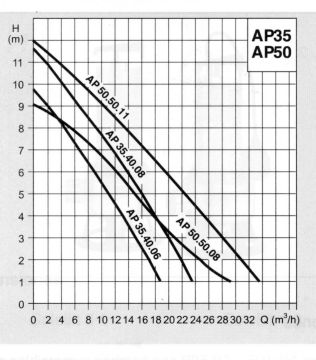 H
(m)
AP35
AP50
11
10
9
8
7
6
5
4
3
2
1
0
AP 50.50.11
AP 35.40.08
AP 35.40.06
AP 50.50.08
0 2 4 6 8 10 12 14 16 18 20 22 24 26 28 30 32 Q (m³/h)